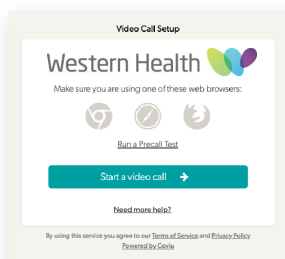 Video Call Setup
Western Health
Make sure you are using one of these web browsers:
Run a Precall Test
Start a video call
Need more help?
By using this service you agree to our Terms of Service and Privacy Policy
Powered by Coviu